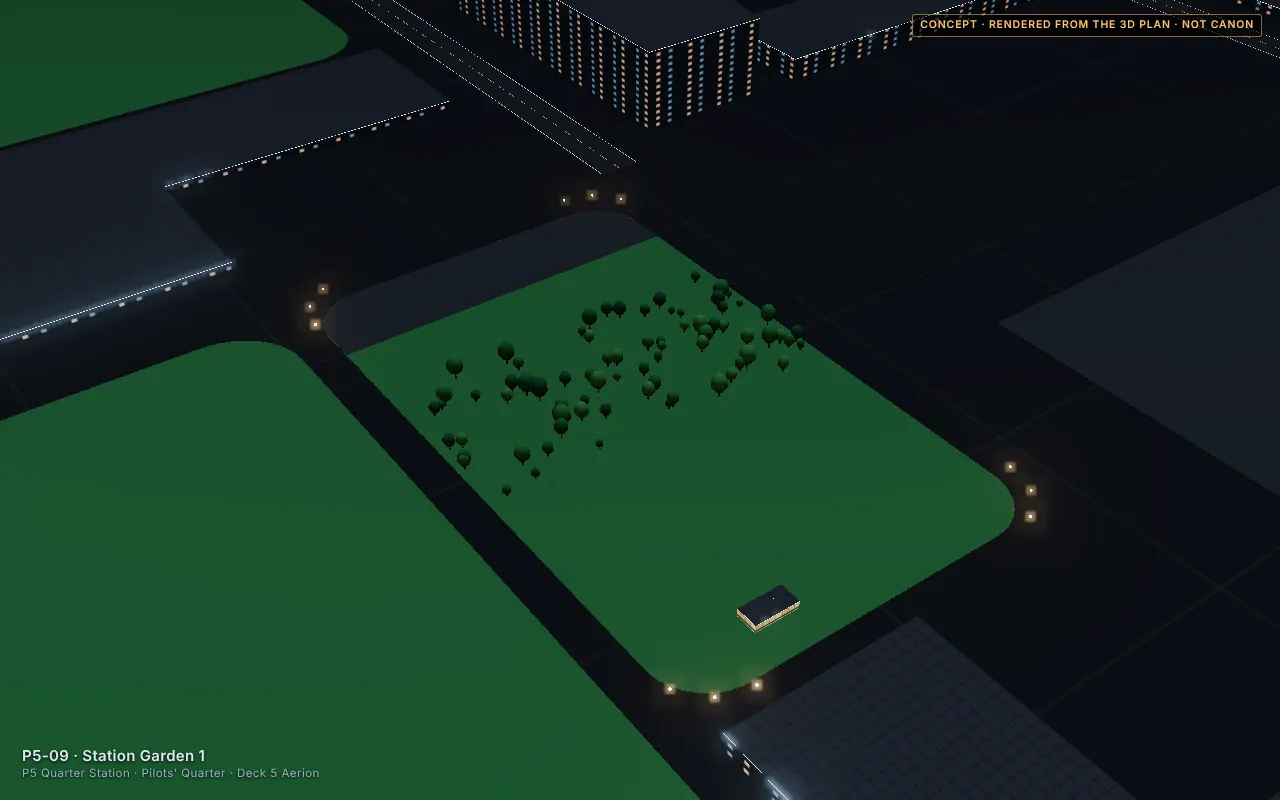 CONCEPT · RENDERED FROM THE 3D PLAN · NOT CANON
P5-09 · Station Garden 1
P5 Quarter Station · Pilots' Quarter · Deck 5 Aerion